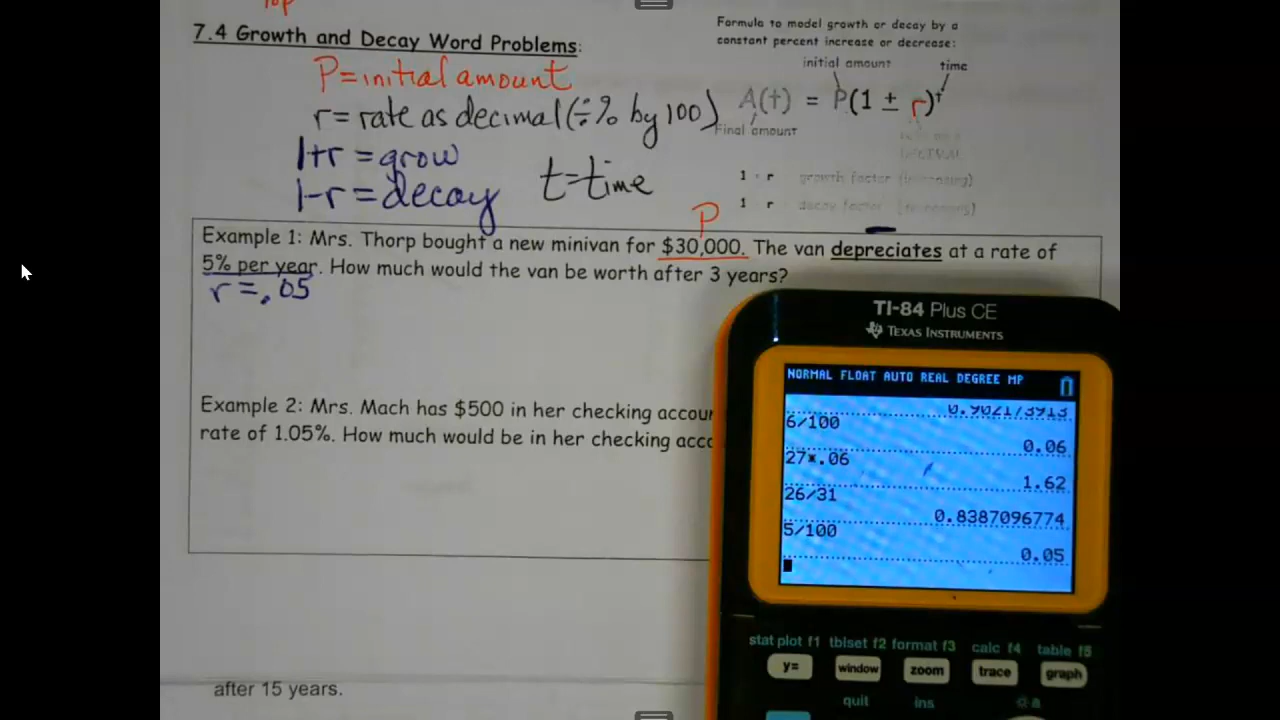 7.4 Growth and Decay Word Problems:
P=initial amount
r=rate as decimal(÷% by 100)
1+r =grow
1-r =decay
t=time
Formula to model growth or decay by a
constant percent increase or decrease:
initial amount time
A(t) = P(1 ± r)^t
Final amount
1 r growth factor (increasing)
1 r decay factor
P
Example 1: Mrs. Thorp bought a new minivan for $30,000. The van depreciates at a rate of
5% per year. How much would the van be worth after 3 years?
r =.05
Example 2: Mrs. Mach has $500 in her checking
rate of 1.05%. How much would be in her checking
after 15 years.
TI-84 Plus CE
TEXAS INSTRUMENTS
NORMAL FLOAT AUTO REAL DEGREE MP
6/100
0.06
27*.06
1.62
26/31
0.8387096774
5/100
0.05
stat plot f1 tblset f2 format f3 calc f4 table f5
y= window zoom trace graph
quit ins